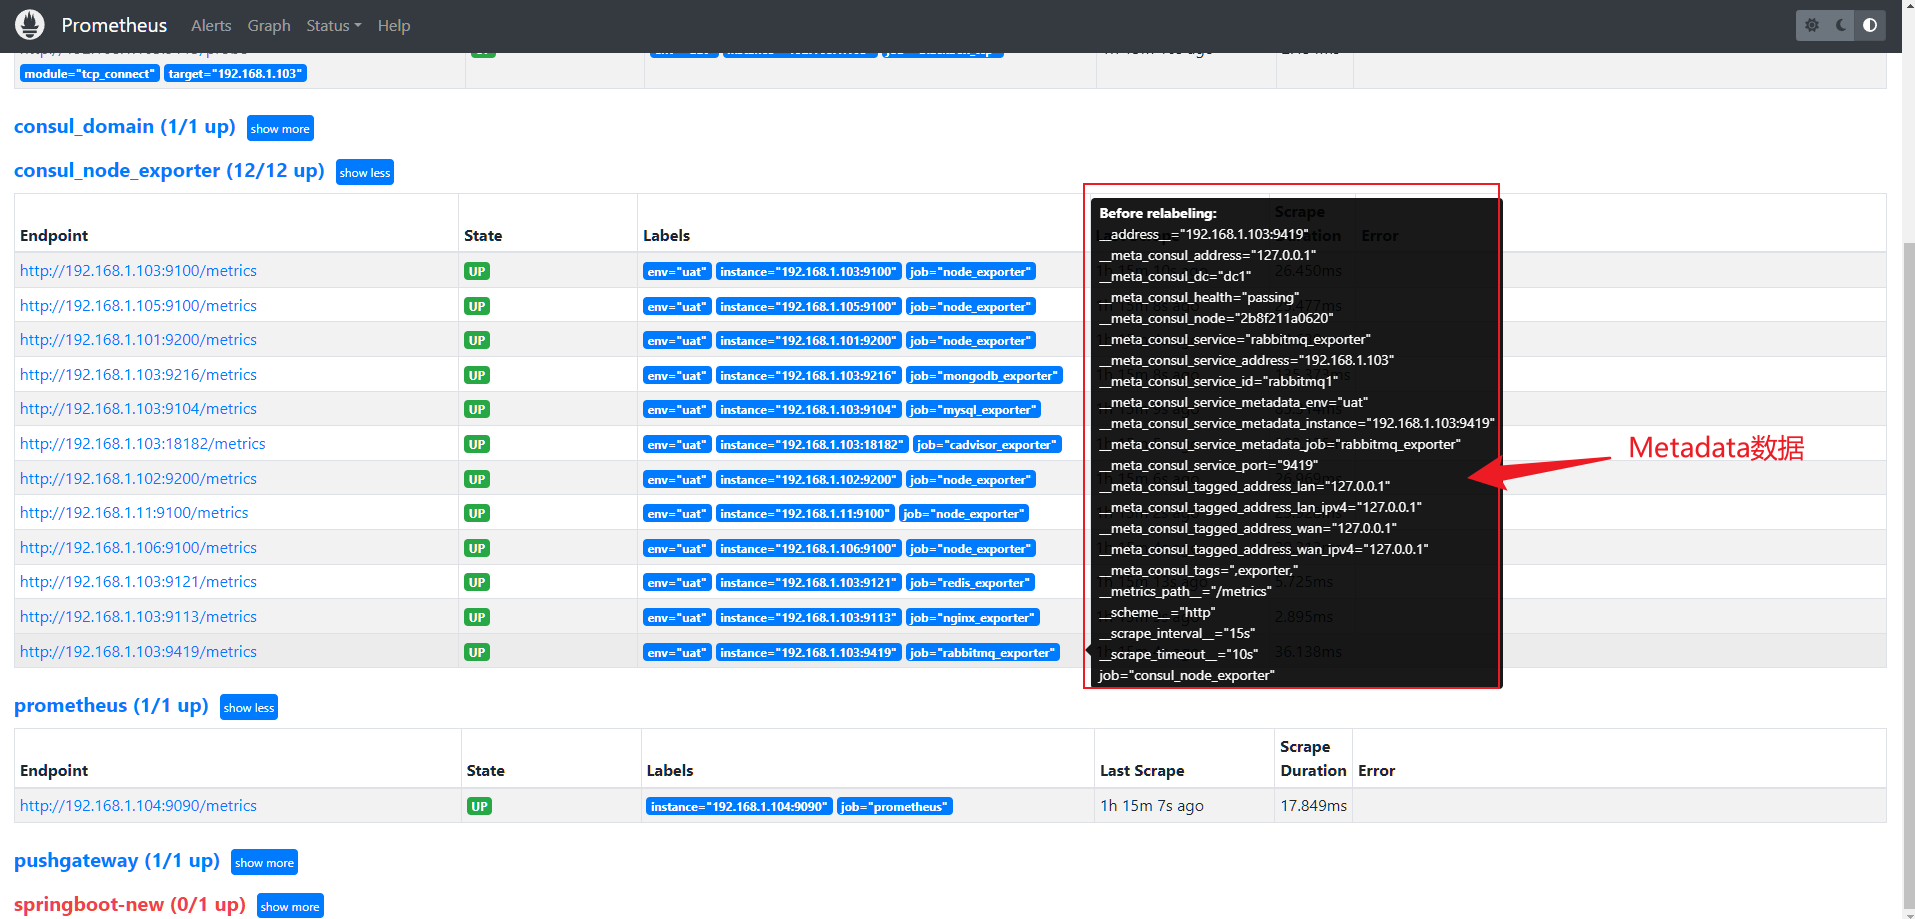 Prometheus Alerts Graph Status Help
module="tcp_connect" target="192.168.1.103"
consul_domain (1/1 up) show more
consul_node_exporter (12/12 up) show less
Endpoint State Labels Scrape Duration Error
http://192.168.1.103:9100/metrics UP env="uat" instance="192.168.1.103:9100" job="node_exporter" 26.450ms
http://192.168.1.105:9100/metrics UP env="uat" instance="192.168.1.105:9100" job="node_exporter"
http://192.168.1.101:9200/metrics UP env="uat" instance="192.168.1.101:9200" job="node_exporter"
http://192.168.1.103:9216/metrics UP env="uat" instance="192.168.1.103:9216" job="mongodb_exporter"
http://192.168.1.103:9104/metrics UP env="uat" instance="192.168.1.103:9104" job="mysql_exporter"
http://192.168.1.103:18182/metrics UP env="uat" instance="192.168.1.103:18182" job="cadvisor_exporter"
http://192.168.1.102:9200/metrics UP env="uat" instance="192.168.1.102:9200" job="node_exporter"
http://192.168.1.11:9100/metrics UP env="uat" instance="192.168.1.11:9100" job="node_exporter"
http://192.168.1.106:9100/metrics UP env="uat" instance="192.168.1.106:9100" job="node_exporter"
http://192.168.1.103:9121/metrics UP env="uat" instance="192.168.1.103:9121" job="redis_exporter" 5.725ms
http://192.168.1.103:9113/metrics UP env="uat" instance="192.168.1.103:9113" job="nginx_exporter" 2.895ms
http://192.168.1.103:9419/metrics UP env="uat" instance="192.168.1.103:9419" job="rabbitmq_exporter" 36.138ms
Before relabeling:
__address__="192.168.1.103:9419"
__meta_consul_address="127.0.0.1"
__meta_consul_dc="dc1"
__meta_consul_health="passing"
__meta_consul_node="2b8f211a0620"
__meta_consul_service="rabbitmq_exporter"
__meta_consul_service_address="192.168.1.103"
__meta_consul_service_id="rabbitmq1"
__meta_consul_service_metadata_env="uat"
__meta_consul_service_metadata_instance="192.168.1.103:9419"
__meta_consul_service_metadata_job="rabbitmq_exporter"
__meta_consul_service_port="9419"
__meta_consul_tagged_address_lan="127.0.0.1"
__meta_consul_tagged_address_lan_ipv4="127.0.0.1"
__meta_consul_tagged_address_wan="127.0.0.1"
__meta_consul_tagged_address_wan_ipv4="127.0.0.1"
__meta_consul_tags=",exporter,"
__metrics_path__="/metrics"
__scheme__="http"
__scrape_interval__="15s"
__scrape_timeout__="10s"
job="consul_node_exporter"
Metadata数据
prometheus (1/1 up) show less
Endpoint State Labels Last Scrape Scrape Duration Error
http://192.168.1.104:9090/metrics UP instance="192.168.1.104:9090" job="prometheus" 1h 15m 7s ago 17.849ms
pushgateway (1/1 up) show more
springboot-new (0/1 up) show more